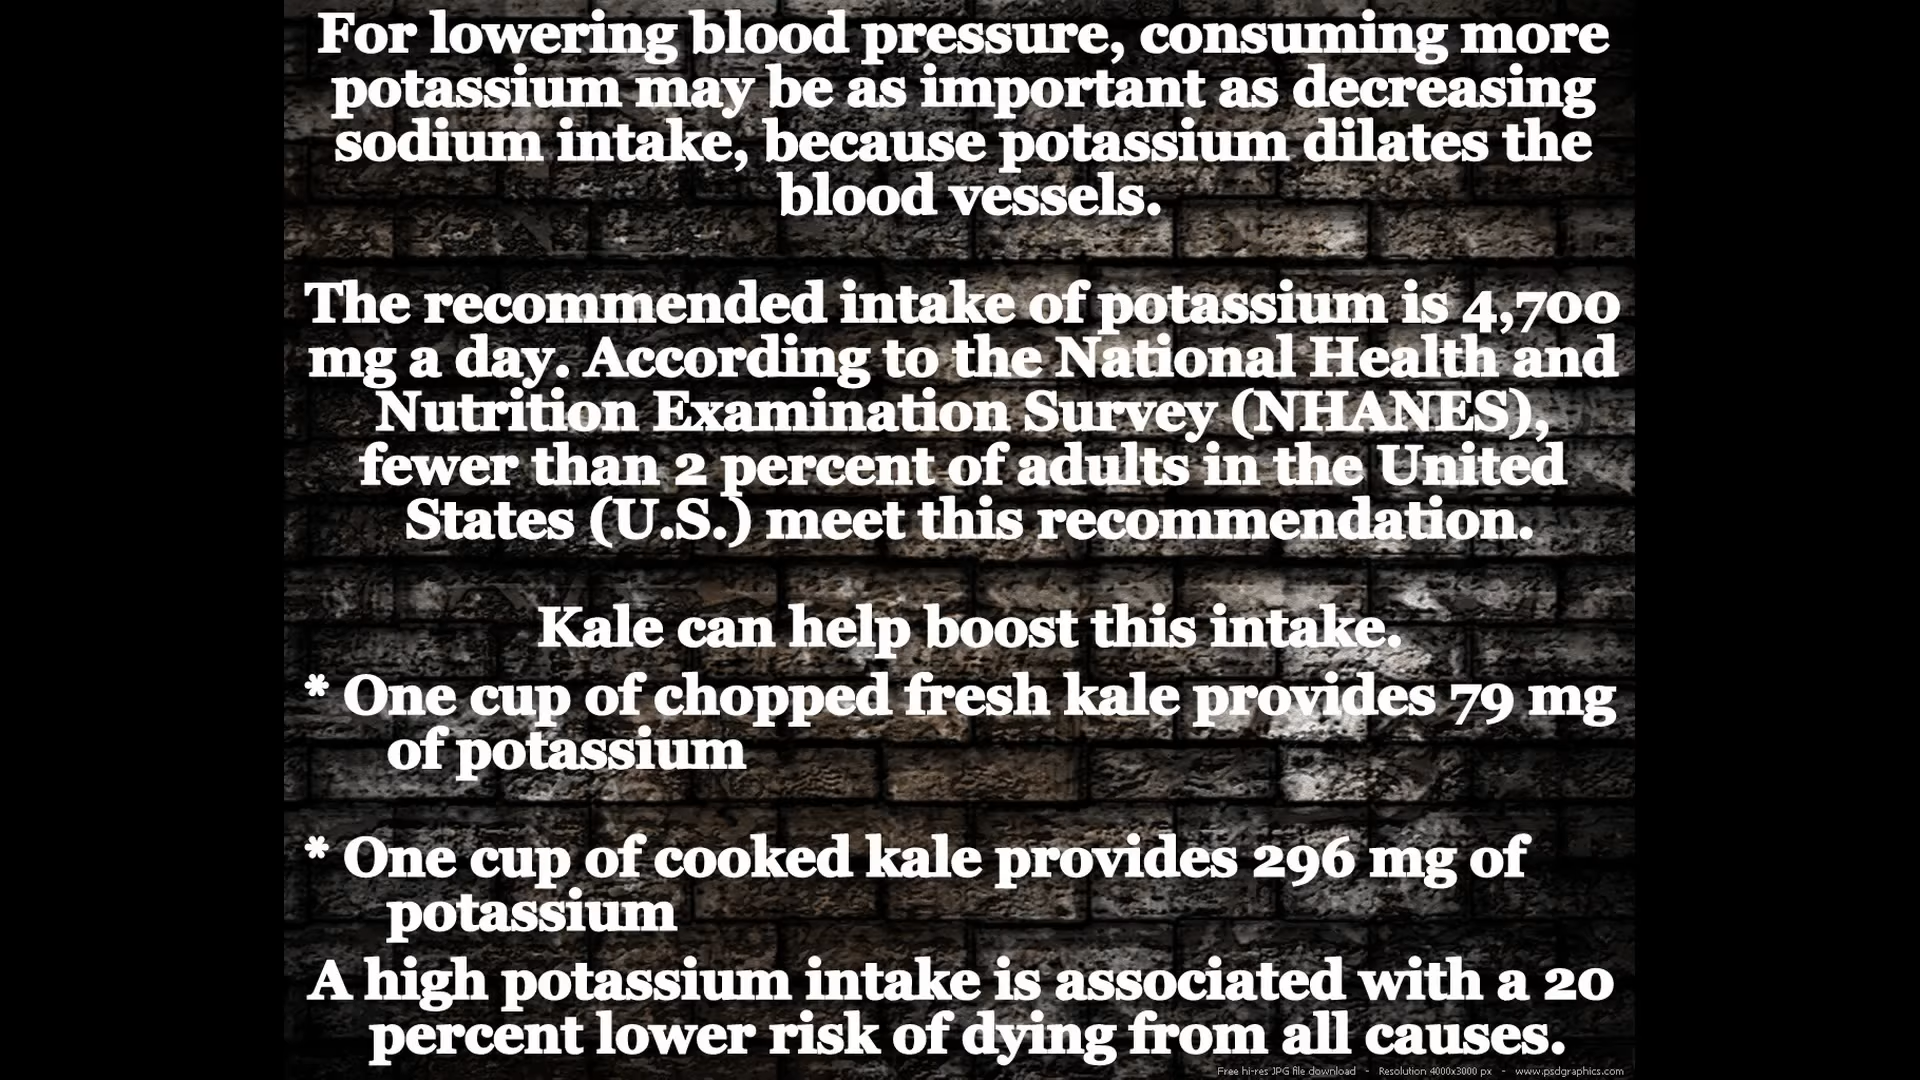 For lowering blood pressure, consuming more
potassium may be as important as decreasing
sodium intake, because potassium dilates the
blood vessels.
The recommended intake of potassium is 4,700
mg a day. According to the National Health and
Nutrition Examination Survey (NHANES),
fewer than 2 percent of adults in the United
States (U.S.) meet this recommendation.
Kale can help boost this intake.
* One cup of chopped fresh kale provides 79 mg
of potassium
* One cup of cooked kale provides 296 mg of
potassium
A high potassium intake is associated with a 20
percent lower risk of dying from all causes.
Free hi-res JPG file download - Resolution 4000x3000 px - www.psdgraphics.com